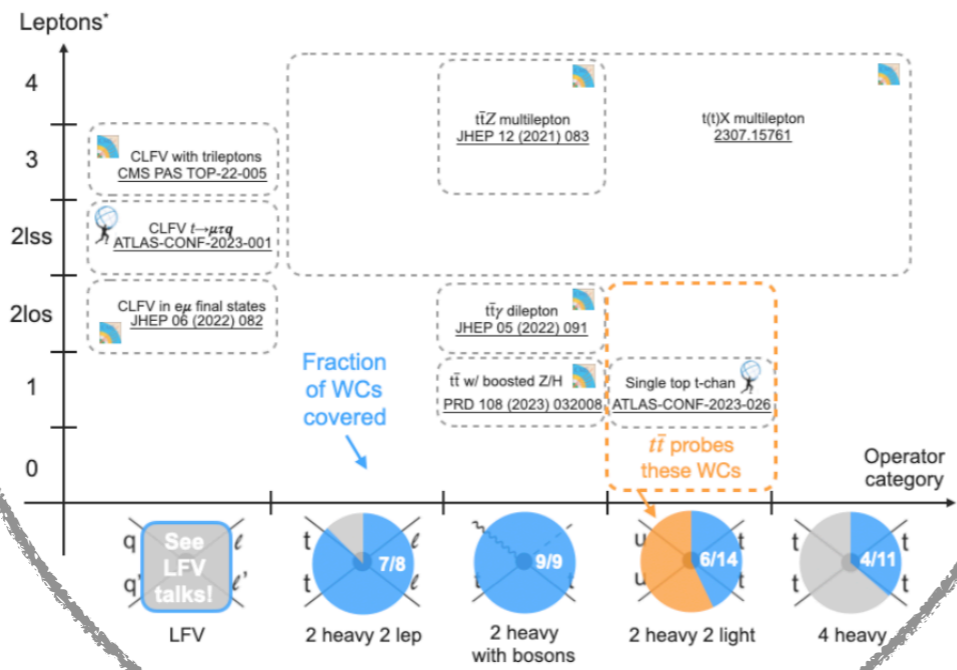 Leptons*
4
3
2lss
2los
1
0
tt̄Z multilepton
JHEP 12 (2021) 083
t(t)X multilepton
2307.15761
CLFV with trileptons
CMS PAS TOP-22-005
CLFV t→μτq
ATLAS-CONF-2023-001
CLFV in eμ final states
JHEP 06 (2022) 082
tt̄γ dilepton
JHEP 05 (2022) 091
tt̄ w/ boosted Z/H
PRD 108 (2023) 032008
Single top t-chan
ATLAS-CONF-2023-026
Fraction
of WCs
covered
tt̄ probes
these WCs
Operator
category
q ℓ
q' ℓ'
See
LFV
talks!
t ℓ
7/8
t ℓ
9/9
t t
u t
6/14
u t
t t
4/11
t t
LFV
2 heavy 2 lep
2 heavy
with bosons
2 heavy 2 light
4 heavy